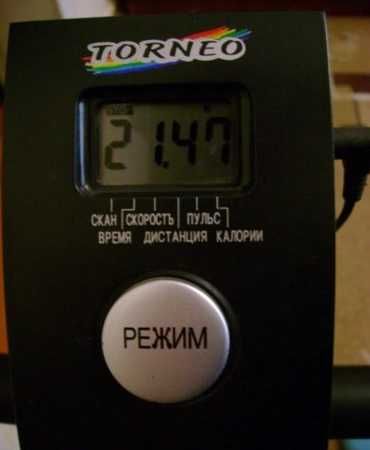 TORNEO
21.47
СКАН СКОРОСТЬ ПУЛЬС
ВРЕМЯ ДИСТАНЦИЯ КАЛОРИИ
РЕЖИМ